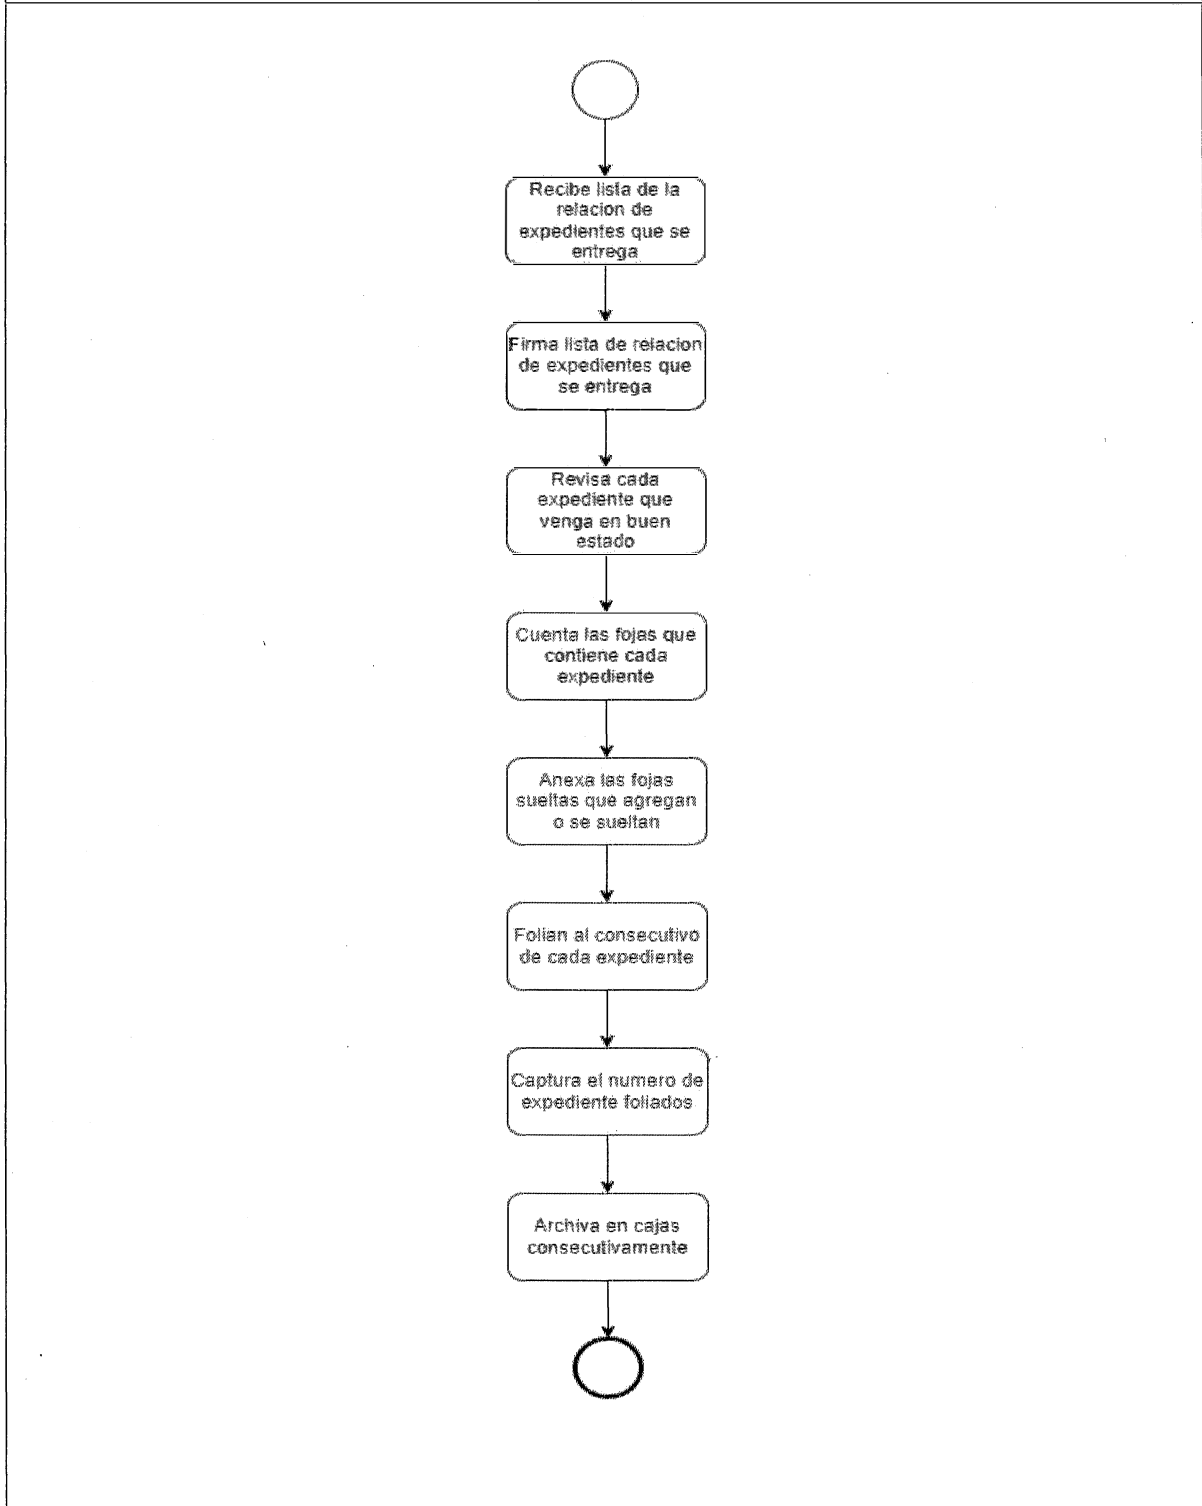 Recibe lista de la
relacion de
expedientes que se
entrega
Firma lista de relacion
de expedientes que
se entrega
Revisa cada
expediente que
venga en buen
estado
Cuenta las fojas que
contiene cada
expediente
Anexa las fojas
sueltas que agregan
o se sueltan
Folian al consecutivo
de cada expediente
Captura el numero de
expediente foliados
Archiva en cajas
consecutivamente